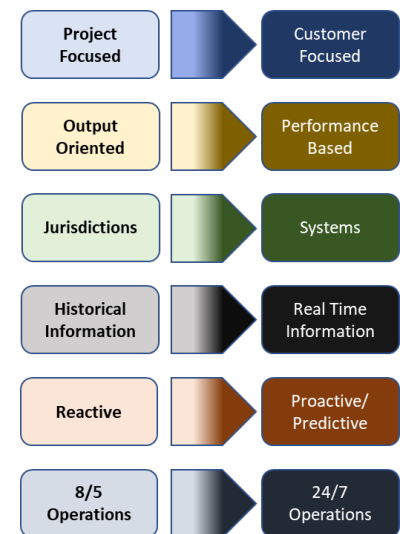 Project
Focused
Customer
Focused
Output
Oriented
Performance
Based
Jurisdictions
Systems
Historical
Information
Real Time
Information
Reactive
Proactive/
Predictive
8/5
Operations
24/7
Operations